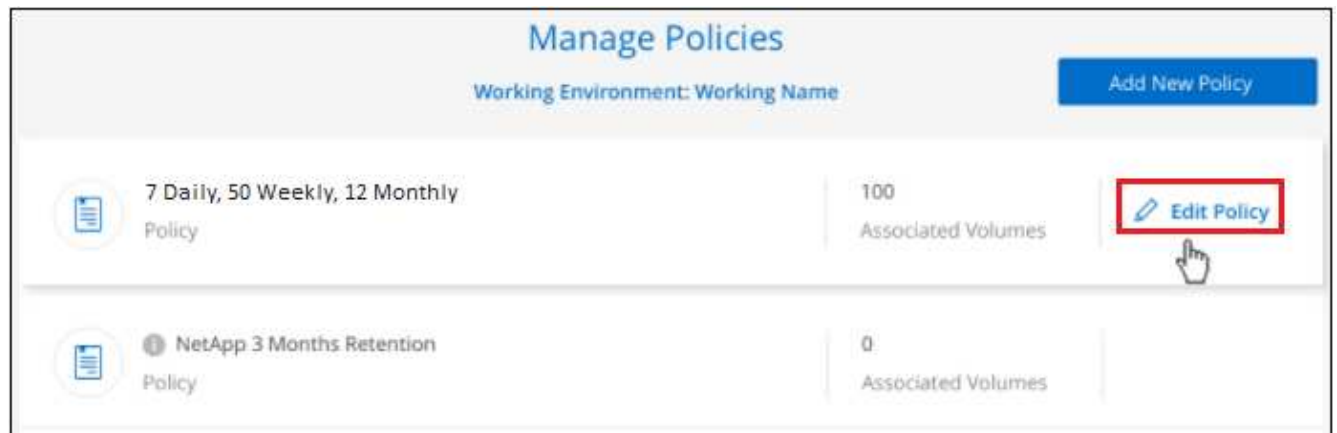 Manage Policies
Working Environment: Working Name
Add New Policy
7 Daily, 50 Weekly, 12 Monthly
Policy
100
Associated Volumes
Edit Policy
NetApp 3 Months Retention
Policy
0
Associated Volumes